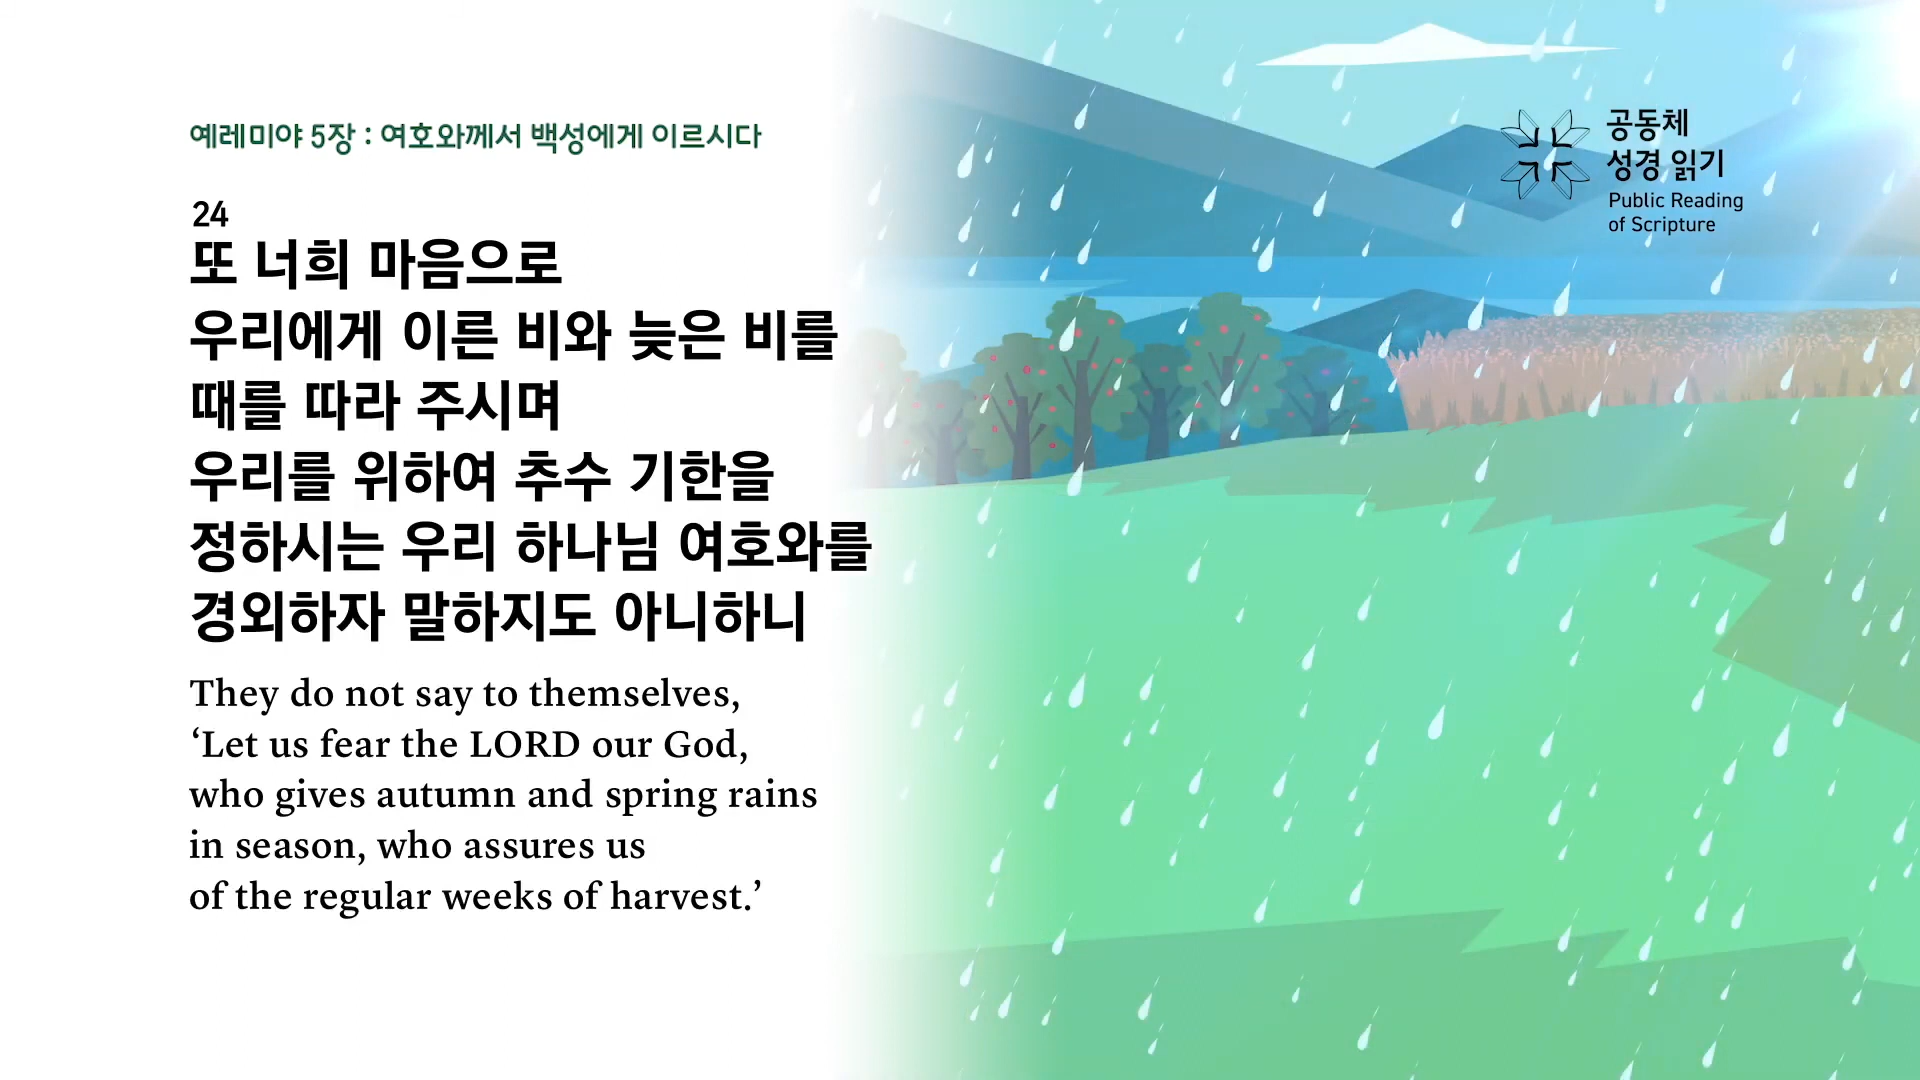 예레미야 5장 : 여호와께서 백성에게 이르시다
24
또 너희 마음으로
우리에게 이른 비와 늦은 비를
때를 따라 주시며
우리를 위하여 추수 기한을
정하시는 우리 하나님 여호와를
경외하자 말하지도 아니하니
They do not say to themselves,
‘Let us fear the LORD our God,
who gives autumn and spring rains
in season, who assures us
of the regular weeks of harvest.’
공동체
성경 읽기
Public Reading
of Scripture